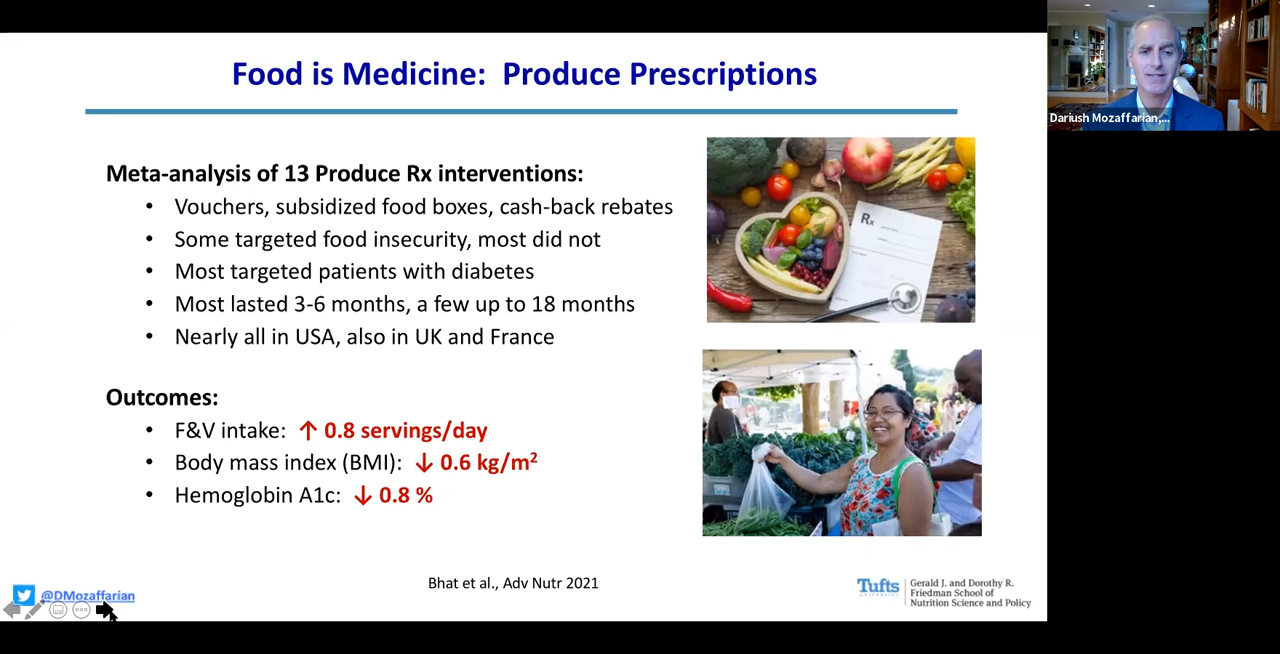 Food is Medicine: Produce Prescriptions
Dariush Mozaffarian,...
Meta-analysis of 13 Produce Rx interventions:
• Vouchers, subsidized food boxes, cash-back rebates
• Some targeted food insecurity, most did not
• Most targeted patients with diabetes
• Most lasted 3-6 months, a few up to 18 months
• Nearly all in USA, also in UK and France
Rx
Outcomes:
• F&V intake: ↑ 0.8 servings/day
• Body mass index (BMI): ↓ 0.6 kg/m²
• Hemoglobin A1c: ↓ 0.8 %
Bhat et al., Adv Nutr 2021
@DMozaffarian
Tufts
UNIVERSITY
Gerald J. and Dorothy R.
Friedman School of
Nutrition Science and Policy